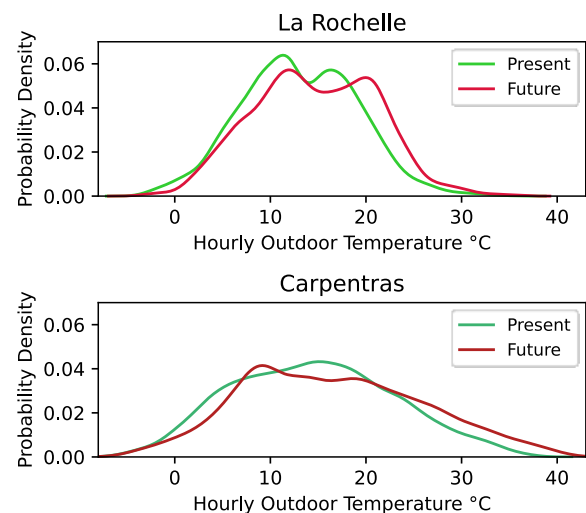 La Rochelle
Probability Density
0.06
0.04
0.02
0.00
Present
Future
0 10 20 30 40
Hourly Outdoor Temperature °C
Carpentras
Probability Density
0.06
0.04
0.02
0.00
Present
Future
0 10 20 30 40
Hourly Outdoor Temperature °C